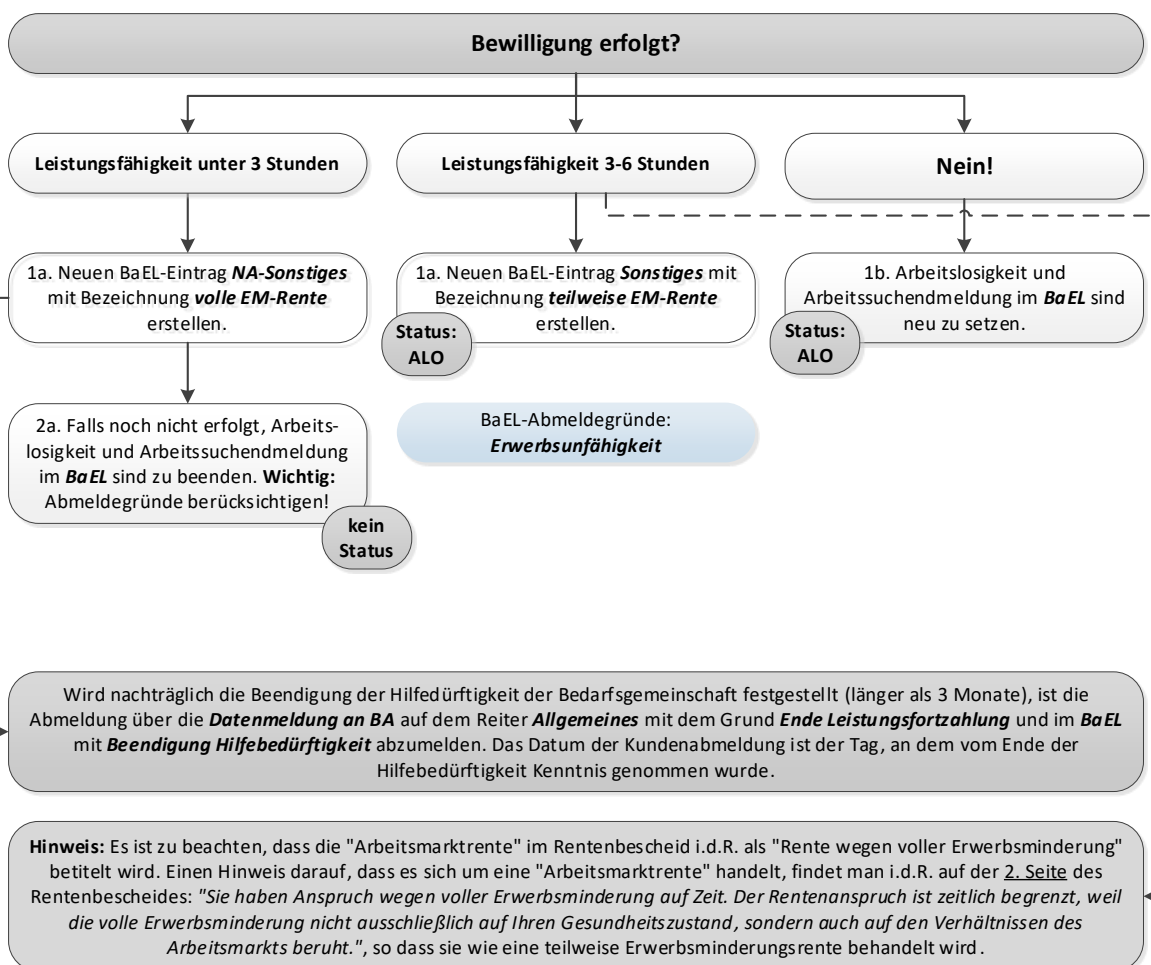 Bewilligung erfolgt?
Leistungsfähigkeit unter 3 Stunden
Leistungsfähigkeit 3-6 Stunden
Nein!
1a. Neuen BaEL-Eintrag NA-Sonstiges
mit Bezeichnung volle EM-Rente
erstellen.
1a. Neuen BaEL-Eintrag Sonstiges mit
Bezeichnung teilweise EM-Rente
erstellen.
Status:
ALO
1b. Arbeitslosigkeit und
Arbeitssuchendmeldung im BaEL sind
neu zu setzen.
Status:
ALO
2a. Falls noch nicht erfolgt, Arbeits-
losigkeit und Arbeitssuchendmeldung
im BaEL sind zu beenden. Wichtig:
Abmeldegründe berücksichtigen!
kein
Status
BaEL-Abmeldegründe:
Erwerbsunfähigkeit
Wird nachträglich die Beendigung der Hilfedürftigkeit der Bedarfsgemeinschaft festgestellt (länger als 3 Monate), ist die
Abmeldung über die Datenmeldung an BA auf dem Reiter Allgemeines mit dem Grund Ende Leistungsfortzahlung und im BaEL
mit Beendigung Hilfebedürftigkeit abzumelden. Das Datum der Kundenabmeldung ist der Tag, an dem vom Ende der
Hilfebedürftigkeit Kenntnis genommen wurde.
Hinweis: Es ist zu beachten, dass die "Arbeitsmarktrente" im Rentenbescheid i.d.R. als "Rente wegen voller Erwerbsminderung"
betitelt wird. Einen Hinweis darauf, dass es sich um eine "Arbeitsmarktrente" handelt, findet man i.d.R. auf der 2. Seite des
Rentenbescheides: "Sie haben Anspruch wegen voller Erwerbsminderung auf Zeit. Der Rentenanspruch ist zeitlich begrenzt, weil
die volle Erwerbsminderung nicht ausschließlich auf Ihren Gesundheitszustand, sondern auch auf den Verhältnissen des
Arbeitsmarkts beruht.", so dass sie wie eine teilweise Erwerbsminderungsrente behandelt wird.